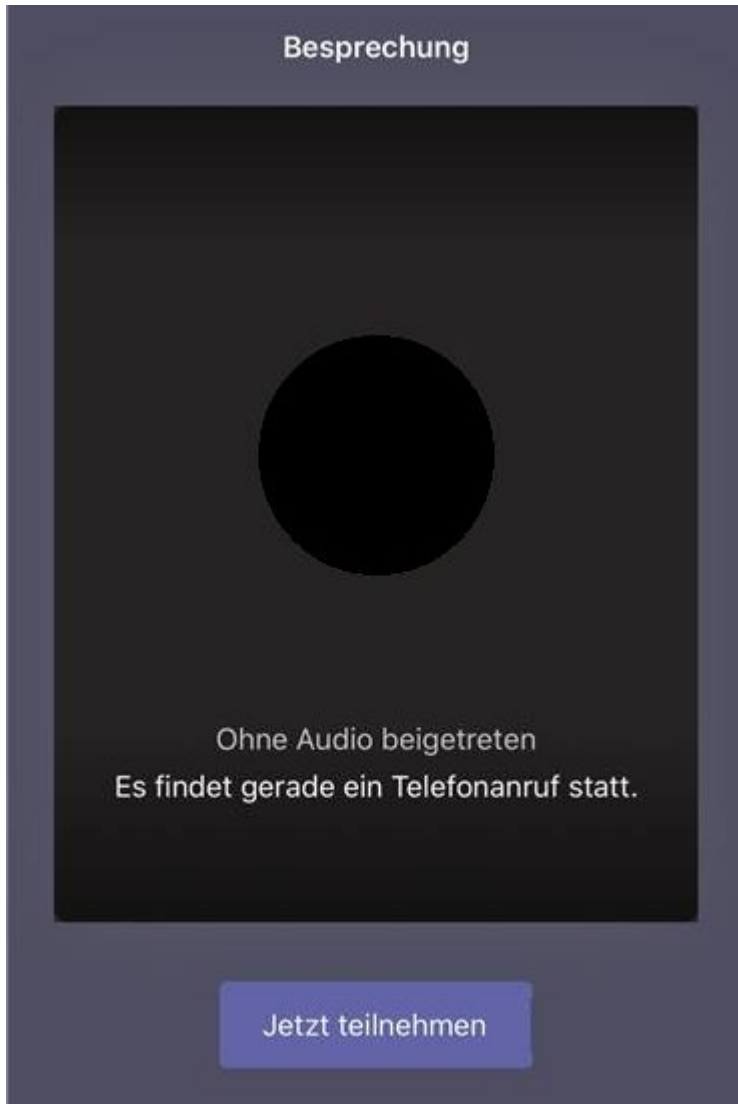 Besprechung
Ohne Audio beigetreten
Es findet gerade ein Telefonanruf statt.
Jetzt teilnehmen